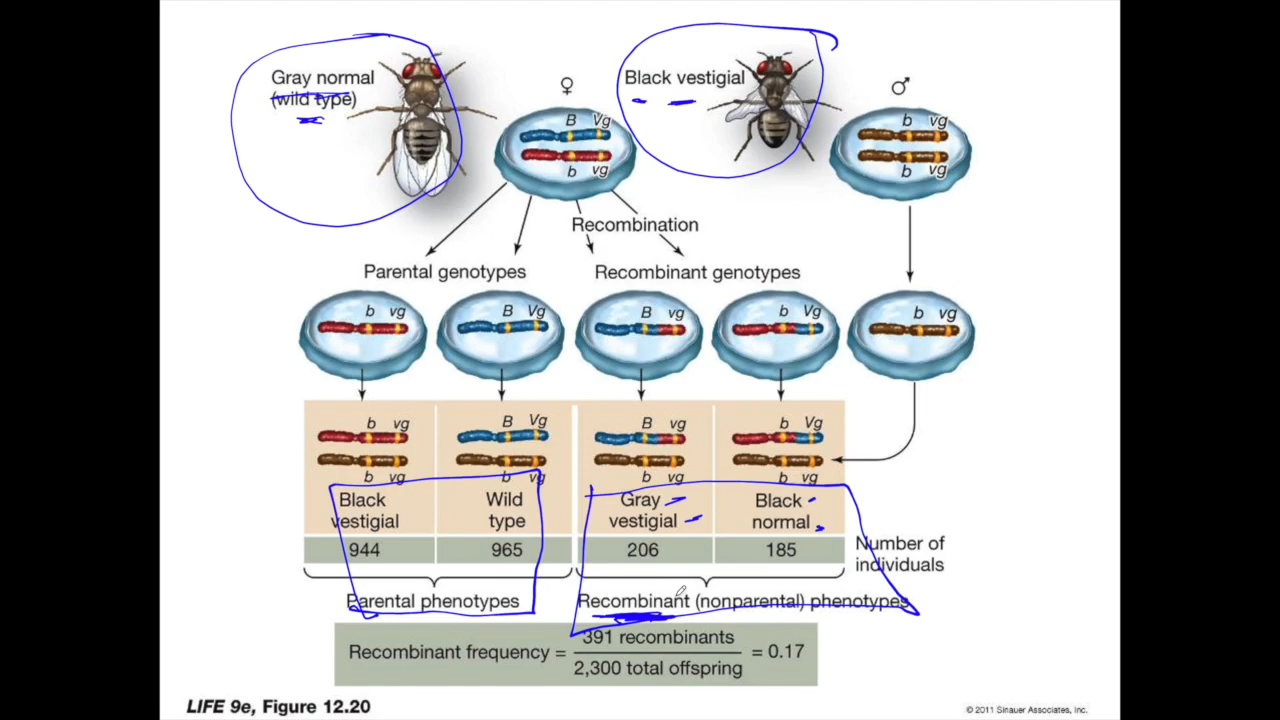 Gray normal
(wild type)
♀
B Vg
b vg
Black vestigial
♂
b vg
b vg
Recombination
Parental genotypes
Recombinant genotypes
b vg
B Vg
B vg
b Vg
b vg
b vg
B Vg
B vg
b Vg
b vg
b vg
b vg
b vg
Black
vestigial
Wild
type
Gray
vestigial
Black
normal
944
965
206
185
Number of
individuals
Parental phenotypes
Recombinant (nonparental) phenotypes
Recombinant frequency = 391 recombinants
2,300 total offspring
= 0.17
LIFE 9e, Figure 12.20
© 2011 Sinauer Associates, Inc.